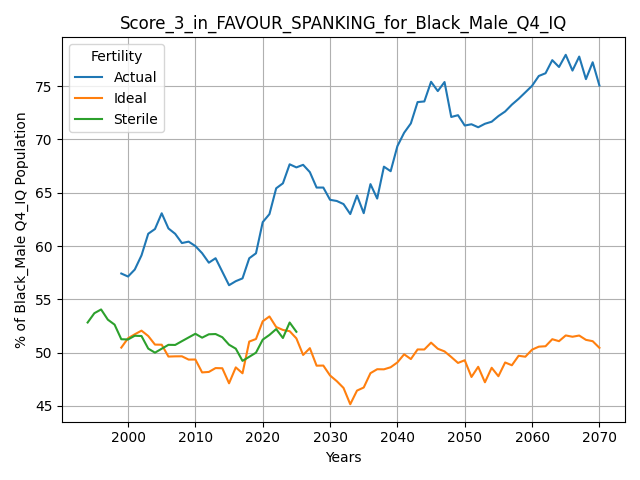 Score_3_in_FAVOUR_SPANKING_for_Black_Male_Q4_IQ
Fertility
Actual
Ideal
Sterile
% of Black_Male Q4_IQ Population
75
70
65
60
55
50
45
2000 2010 2020 2030 2040 2050 2060 2070
Years